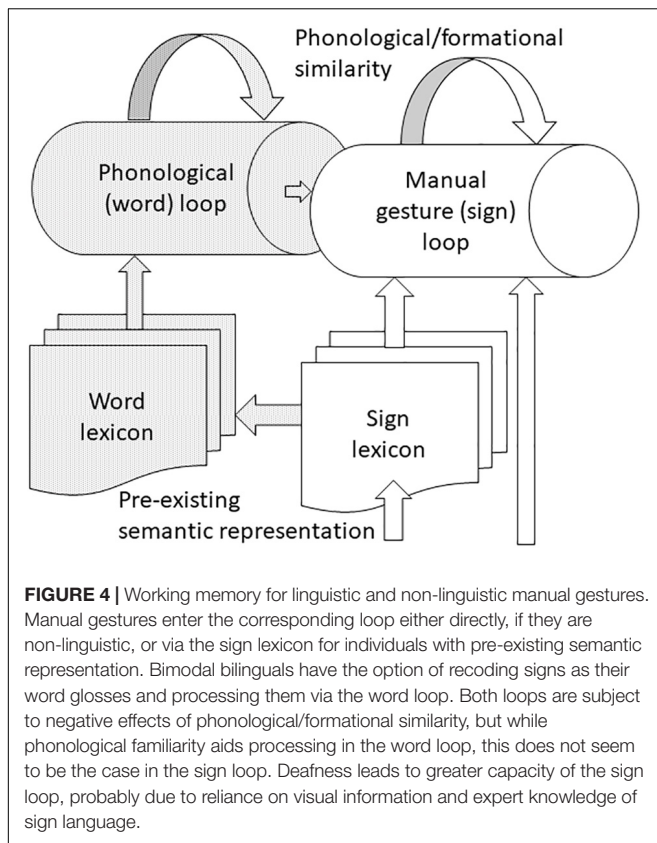 Phonological/formational
similarity
Phonological
(word) loop
Manual
gesture (sign)
loop
Word
lexicon
Sign
lexicon
Pre-existing
semantic representation
FIGURE 4 | Working memory for linguistic and non-linguistic manual gestures.
Manual gestures enter the corresponding loop either directly, if they are
non-linguistic, or via the sign lexicon for individuals with pre-existing semantic
representation. Bimodal bilinguals have the option of recoding signs as their
word glosses and processing them via the word loop. Both loops are subject
to negative effects of phonological/formational similarity, but while
phonological familiarity aids processing in the word loop, this does not seem
to be the case in the sign loop. Deafness leads to greater capacity of the sign
loop, probably due to reliance on visual information and expert knowledge of
sign language.